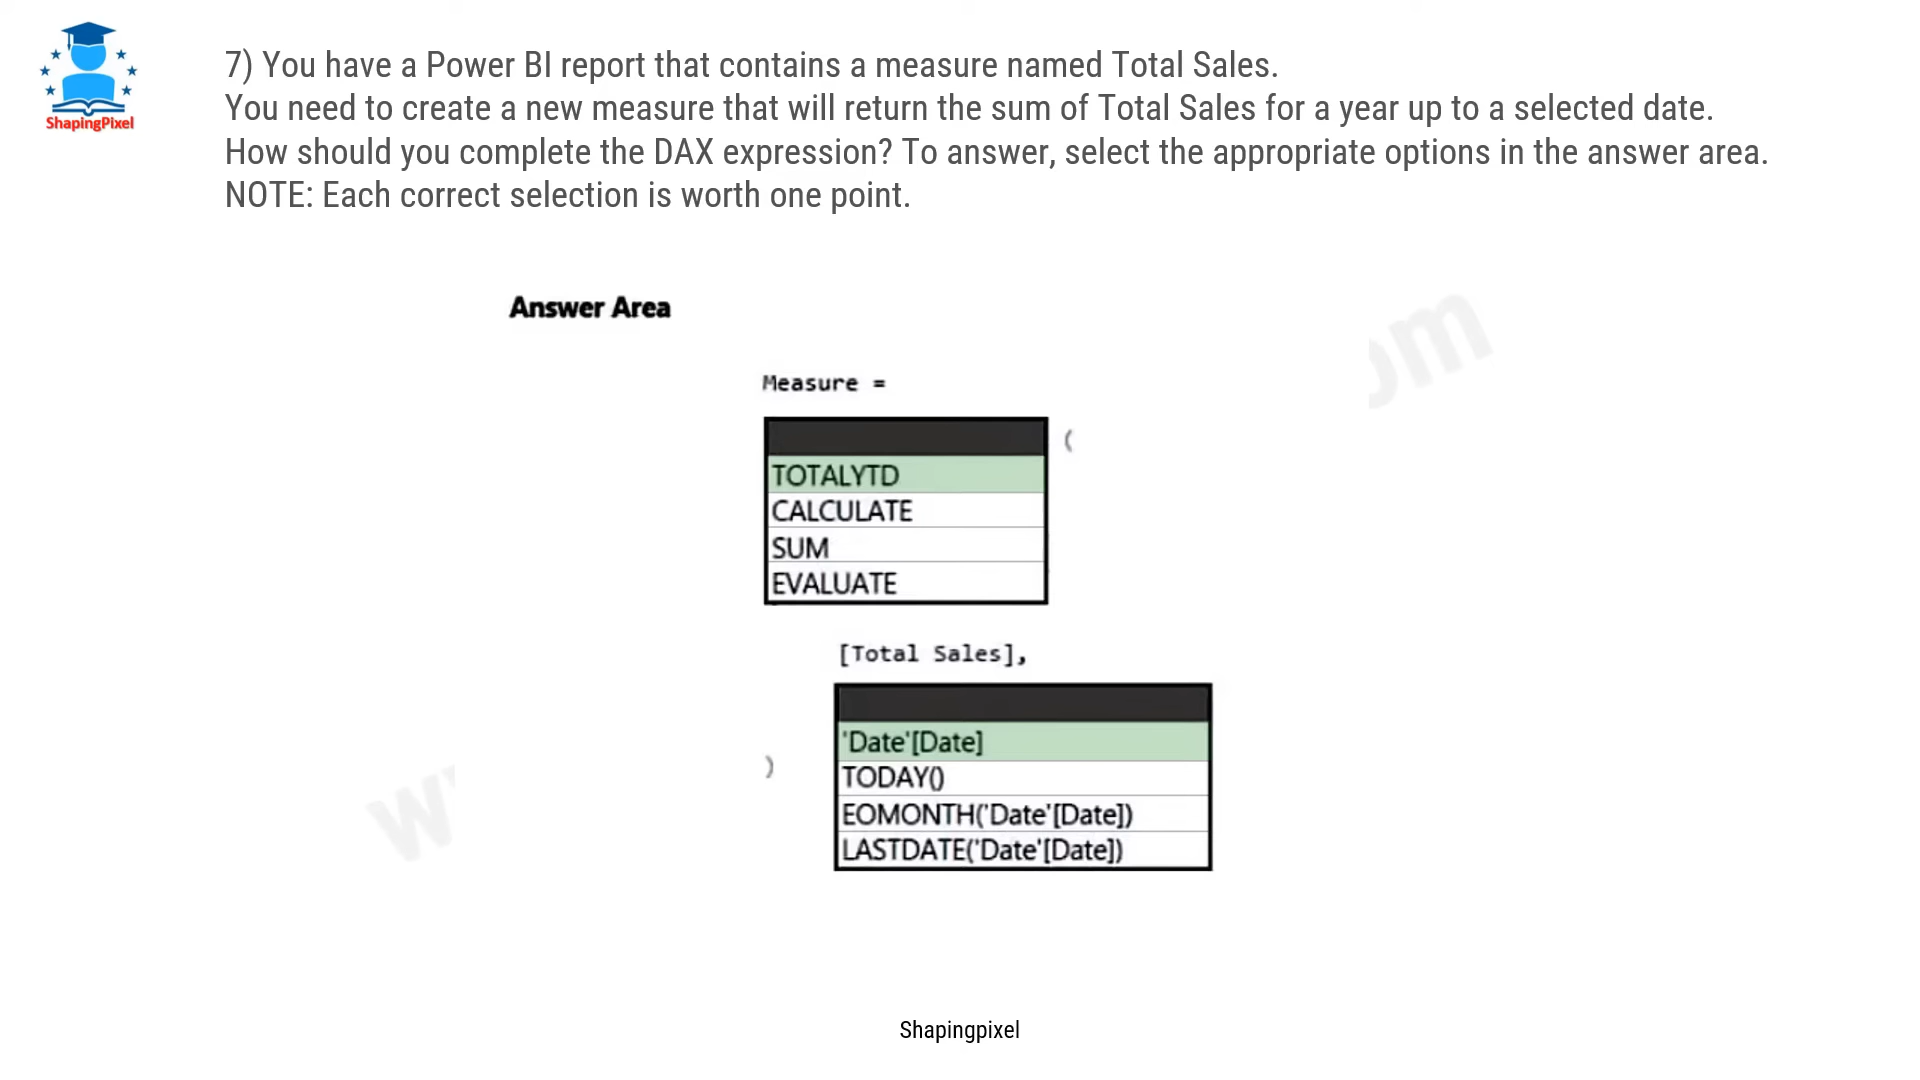 ShapingPixel
7) You have a Power BI report that contains a measure named Total Sales.
You need to create a new measure that will return the sum of Total Sales for a year up to a selected date.
How should you complete the DAX expression? To answer, select the appropriate options in the answer area.
NOTE: Each correct selection is worth one point.
Answer Area
Measure =
(
TOTALYTD
CALCULATE
SUM
EVALUATE
[Total Sales],
'Date'[Date]
TODAY()
EOMONTH('Date'[Date])
LASTDATE('Date'[Date])
)
Shapingpixel